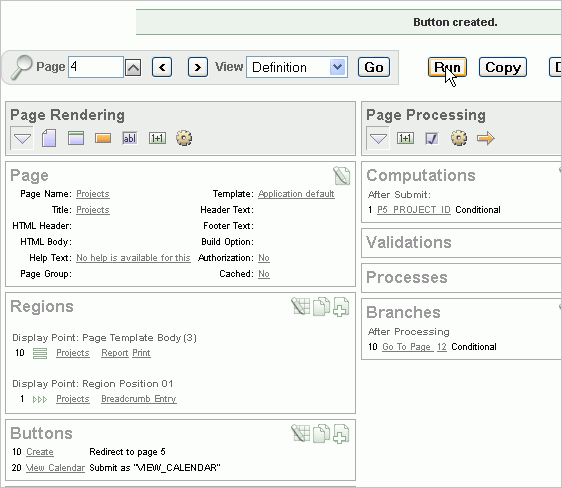 Button created.
Page 4 < > View Definition Go Run Copy
Page Rendering
Page
Page Name: Projects Template: Application default
Title: Projects Header Text:
HTML Header: Footer Text:
HTML Body: Build Option:
Help Text: No help is available for this Authorization: No
Page Group: Cached: No
Regions
Display Point: Page Template Body (3)
10 Projects Report Print
Display Point: Region Position 01
1 Projects Breadcrumb Entry
Buttons
10 Create Redirect to page 5
20 View Calendar Submit as "VIEW_CALENDAR"
Page Processing
Computations
After Submit:
1 P5_PROJECT_ID Conditional
Validations
Processes
Branches
After Processing
10 Go To Page 12 Conditional